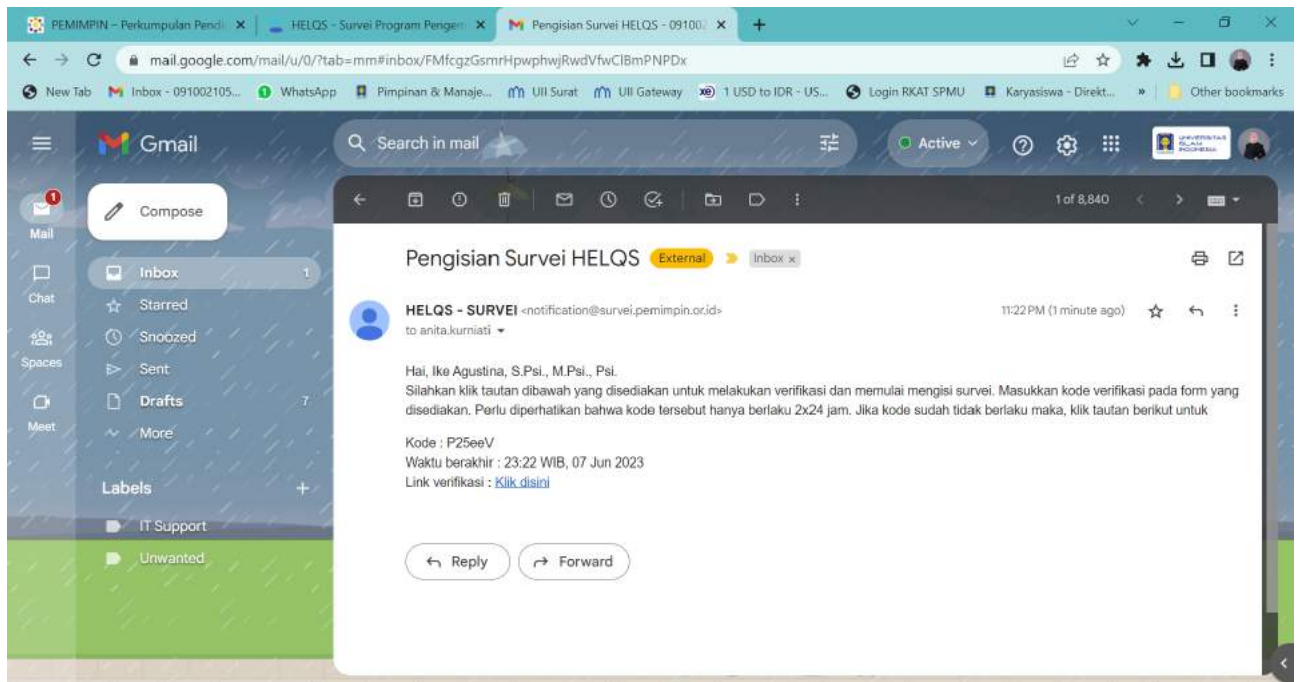 PEMIMPIN – Perkumpulan Pendi
HELQS - Survei Program Pengem
Pengisian Survei HELQS - 09100
mail.google.com/mail/u/0/?tab=mm#inbox/FMfcgzGsmrHpwphwjRwdVfwClBmPNPDx
New Tab
Inbox - 091002105...
WhatsApp
Pimpinan & Manaje...
UII Surat
UII Gateway
1 USD to IDR - US...
Login RKAT SPMU
Karyasiswa - Direkt...
Other bookmarks
Gmail
Search in mail
Active
UNIVERSITAS
ISLAM
INDONESIA
1
Mail
Compose
1 of 8,840
Inbox 1
Chat
Starred
Snoozed
Spaces
Sent
Drafts 7
Meet
More
Labels
IT Support
Unwanted
Pengisian Survei HELQS External Inbox x
HELQS - SURVEI <notification@survei.pemimpin.or.id> 11:22 PM (1 minute ago)
to anita.kurniati
Hai, Ike Agustina, S.Psi., M.Psi., Psi.
Silahkan klik tautan dibawah yang disediakan untuk melakukan verifikasi dan memulai mengisi survei. Masukkan kode verifikasi pada form yang
disediakan. Perlu diperhatikan bahwa kode tersebut hanya berlaku 2x24 jam. Jika kode sudah tidak berlaku maka, klik tautan berikut untuk
Kode : P25eeV
Waktu berakhir : 23:22 WIB, 07 Jun 2023
Link verifikasi : Klik disini
Reply
Forward